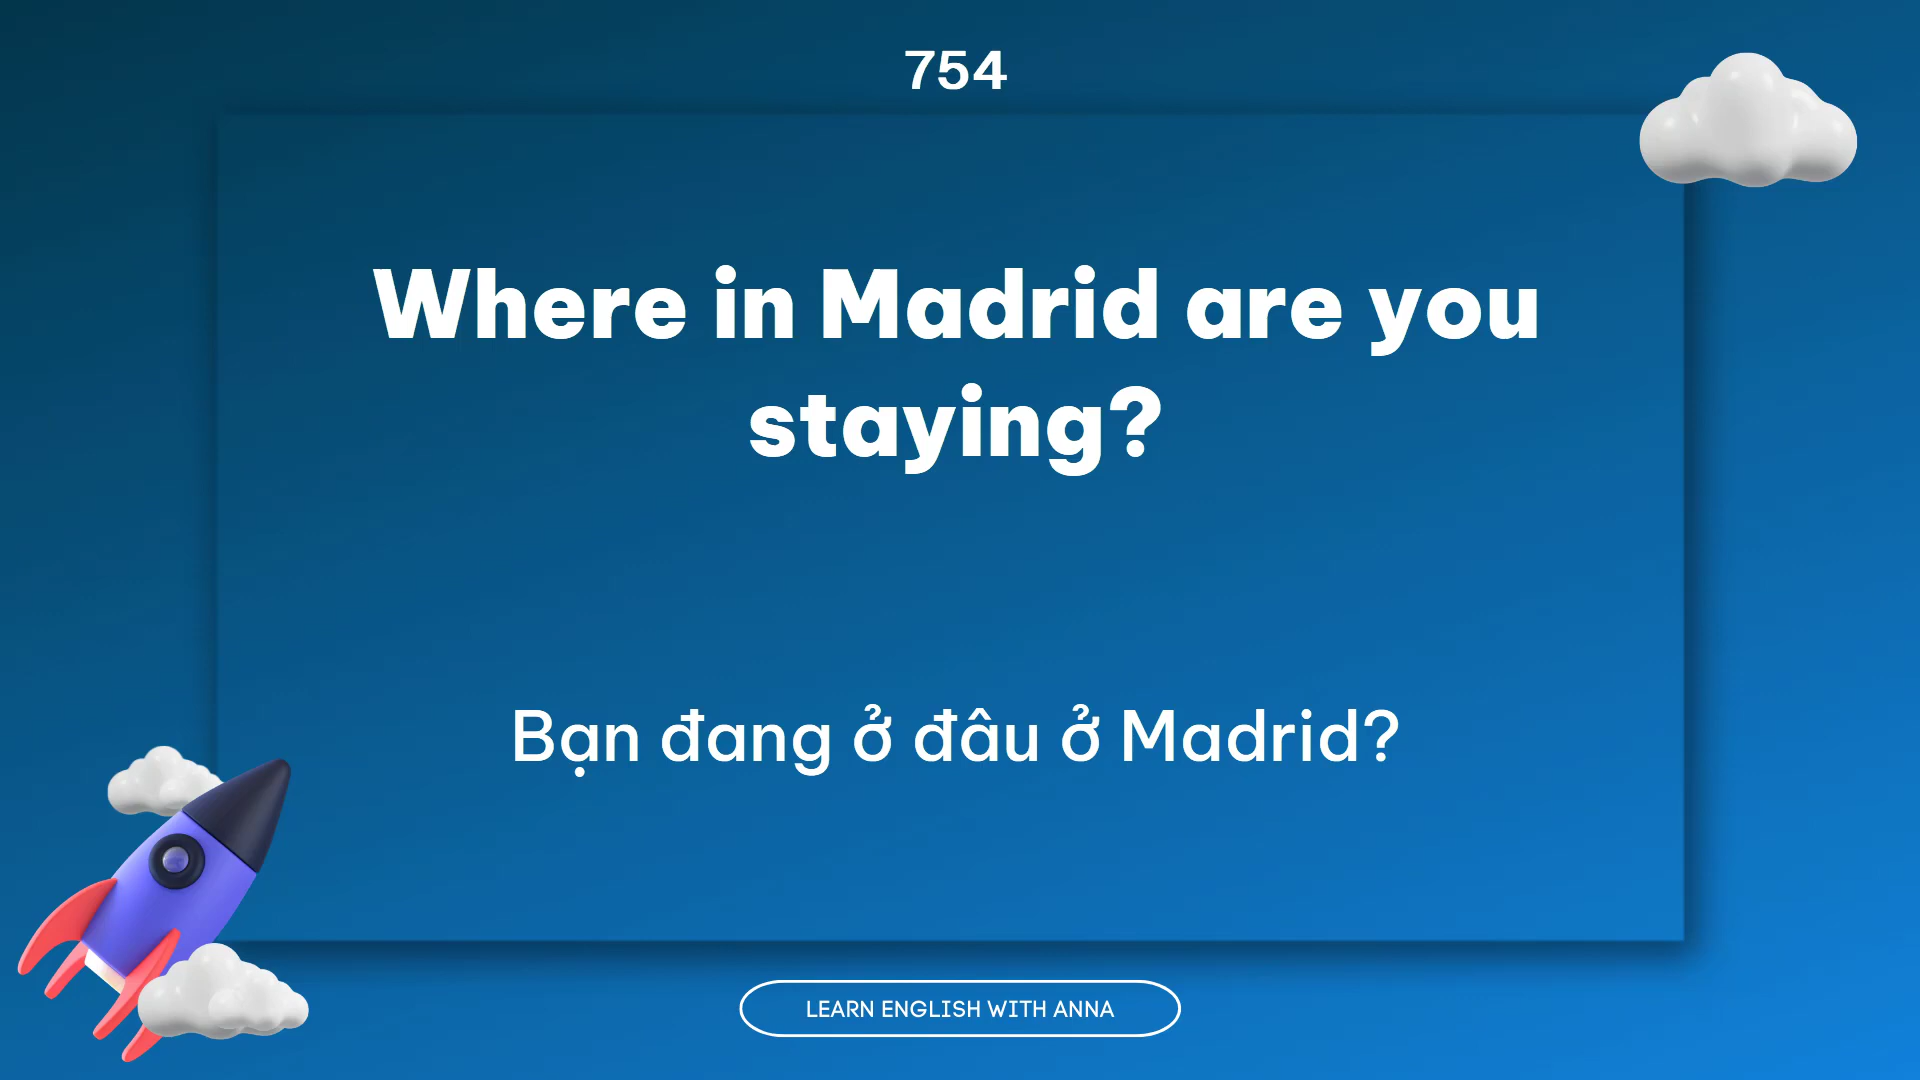 754
Where in Madrid are you
staying?
Bạn đang ở đâu ở Madrid?
LEARN ENGLISH WITH ANNA